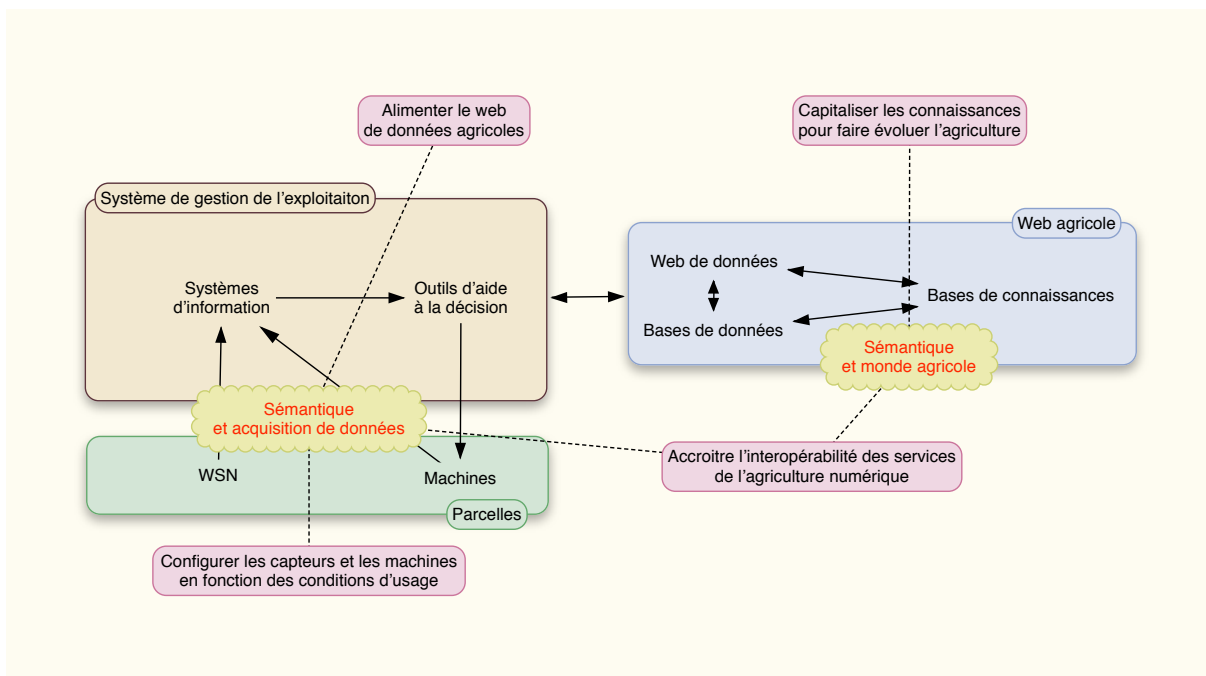 Alimenter le web
de données agricoles
Capitaliser les connaissances
pour faire évoluer l'agriculture
Système de gestion de l'exploitaiton
Web agricole
Systèmes
d'information
Outils d'aide
à la décision
Web de données
Bases de données
Bases de connaissances
Sémantique
et monde agricole
Sémantique
et acquisition de données
WSN
Machines
Parcelles
Accroitre l'interopérabilité des services
de l'agriculture numérique
Configurer les capteurs et les machines
en fonction des conditions d'usage